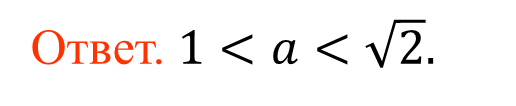 Ответ. 1 < a < √2.